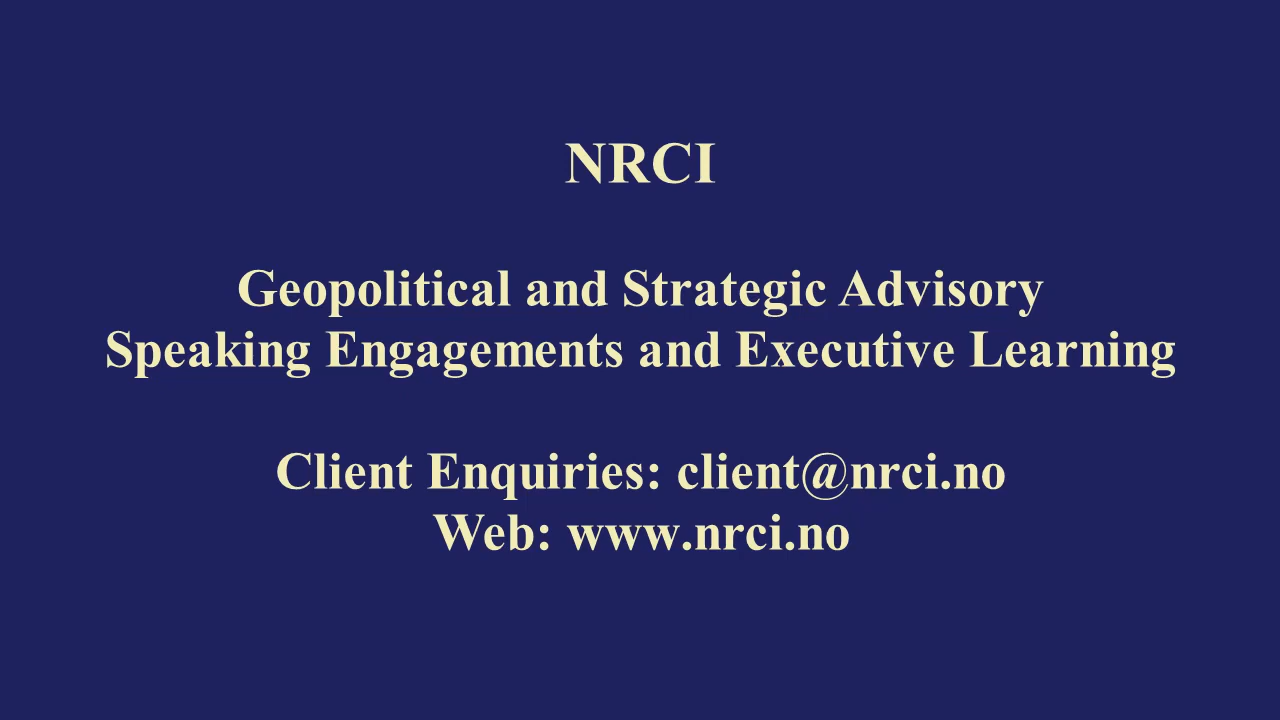 NRCI
Geopolitical and Strategic Advisory
Speaking Engagements and Executive Learning
Client Enquiries: client@nrci.no
Web: www.nrci.no